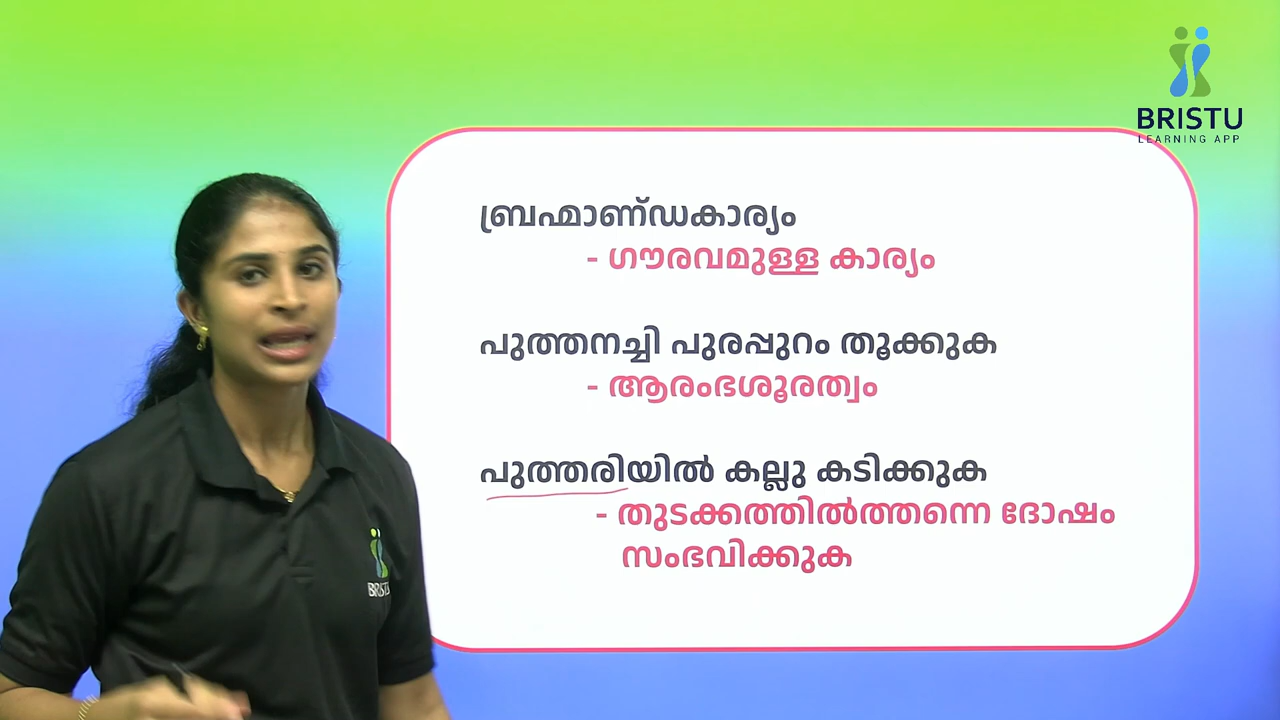 BRISTU
LEARNING APP
ബ്രഹ്മാണ്ഡകാര്യം
- ഗൗരവമുള്ള കാര്യം
പുത്തനച്ചി പുരപ്പുറം തൂക്കുക
- ആരംഭശൂരത്വം
പുത്തരിയിൽ കല്ലു കടിക്കുക
- തുടക്കത്തിൽത്തന്നെ ദോഷം
സംഭവിക്കുക
BRISTU